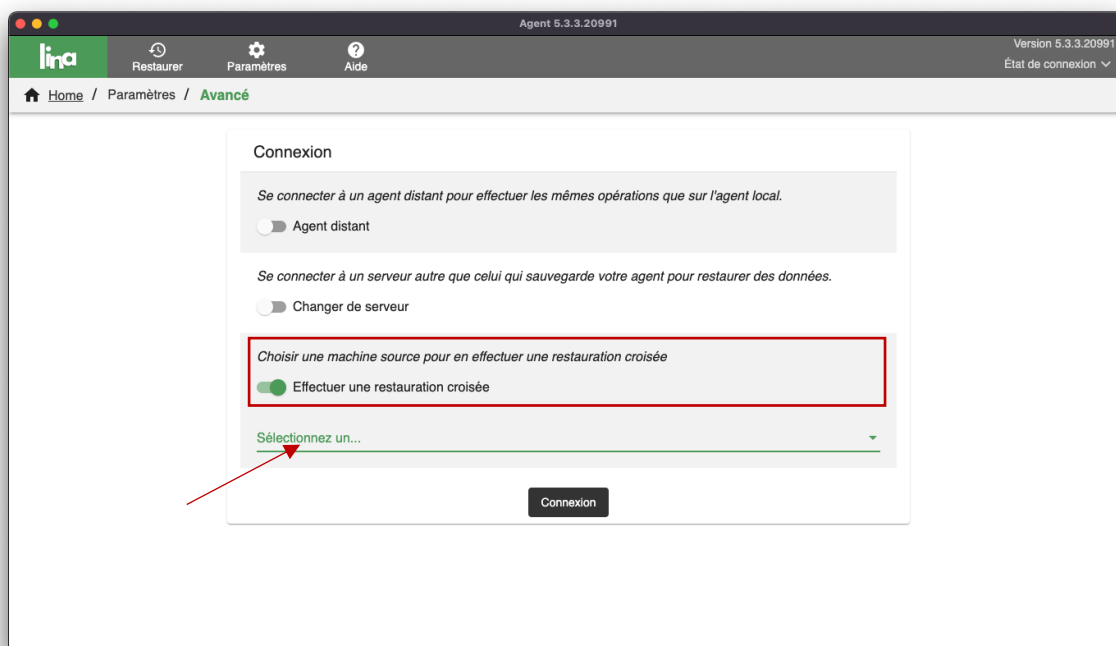 Agent 5.3.3.20991
lina
Restaurer
Paramètres
Aide
Version 5.3.3.20991
État de connexion
Home / Paramètres / Avancé
Connexion
Se connecter à un agent distant pour effectuer les mêmes opérations que sur l'agent local.
Agent distant
Se connecter à un serveur autre que celui qui sauvegarde votre agent pour restaurer des données.
Changer de serveur
Choisir une machine source pour en effectuer une restauration croisée
Effectuer une restauration croisée
Sélectionnez un...
Connexion